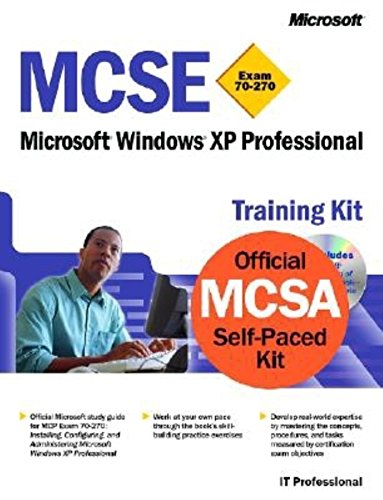 Microsoft®
MCSE
Exam
70-270
Microsoft Windows® XP Professional
Training Kit
Official
MCSA
Self-Paced
Kit
Official Microsoft study guide
for MCP Exam 70-270:
Installing, Configuring, and
Administering Microsoft
Windows XP Professional
Work at your own pace
through the book's skill-
building practice exercises
Develop real-world expertise
by mastering the concepts,
procedures, and tasks
measured by certification
exam objectives
IT Professional